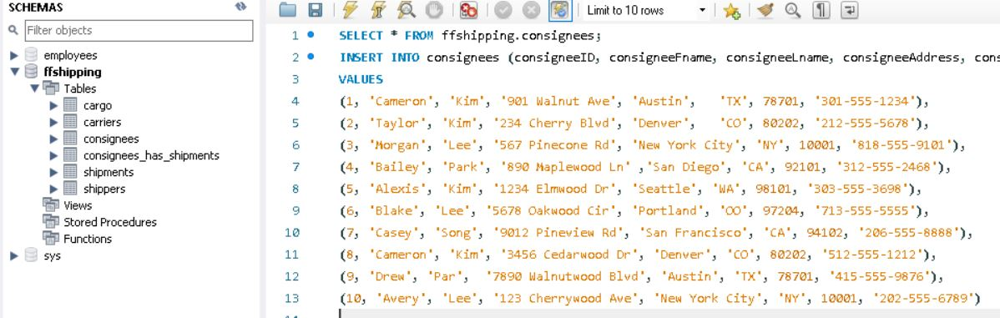 SCHEMAS
Filter objects
employees
ffshipping
Tables
cargo
carriers
consignees
consignees_has_shipments
shipments
shippers
Views
Stored Procedures
Functions
sys
Limit to 10 rows
1 SELECT * FROM ffshipping.consignees;
2 INSERT INTO consignees (consigneeID, consigneeFname, consigneeLname, consigneeAddress, cons
3 VALUES
4 (1, 'Cameron', 'Kim', '901 Walnut Ave', 'Austin', 'TX', 78701, '301-555-1234'),
5 (2, 'Taylor', 'Kim', '234 Cherry Blvd', 'Denver', 'CO', 80202, '212-555-5678'),
6 (3, 'Morgan', 'Lee', '567 Pinecone Rd', 'New York City', 'NY', 10001, '818-555-9101'),
7 (4, 'Bailey', 'Park', '890 Maplewood Ln' ,'San Diego', 'CA', 92101, '312-555-2468'),
8 (5, 'Alexis', 'Kim', '1234 Elmwood Dr', 'Seattle', 'WA', 98101, '303-555-3698'),
9 (6, 'Blake', 'Lee', '5678 Oakwood Cir', 'Portland', 'OO', 97204, '713-555-5555'),
10 (7, 'Casey', 'Song', '9012 Pineview Rd', 'San Francisco', 'CA', 94102, '206-555-8888'),
11 (8, 'Cameron', 'Kim', '3456 Cedarwood Dr', 'Denver', 'CO', 80202, '512-555-1212'),
12 (9, 'Drew', 'Par', '7890 Walnutwood Blvd', 'Austin', 'TX', 78701, '415-555-9876'),
13 (10, 'Avery', 'Lee', '123 Cherrywood Ave', 'New York City', 'NY', 10001, '202-555-6789')